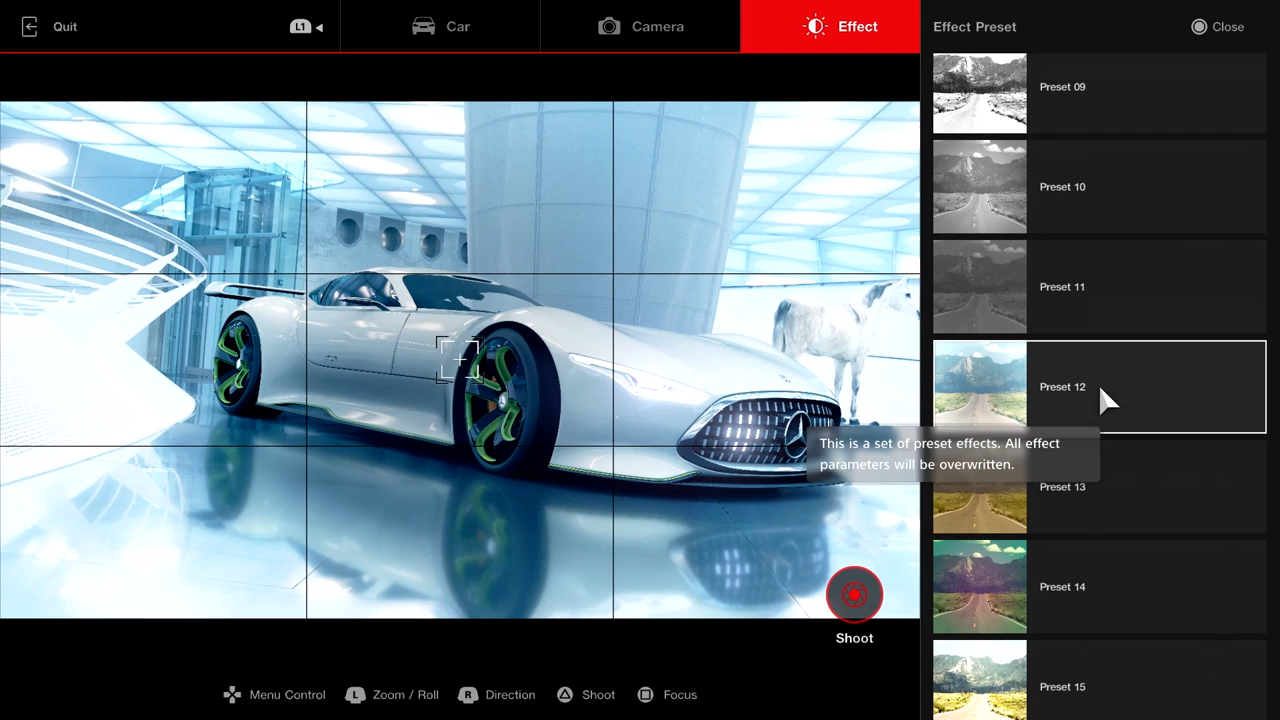 Quit
L1
Car
Camera
Effect
Effect Preset
Close
Preset 09
Preset 10
Preset 11
Preset 12
This is a set of preset effects. All effect
parameters will be overwritten.
Preset 13
Preset 14
Preset 15
Shoot
Menu Control
L
Zoom / Roll
R
Direction
Shoot
Focus